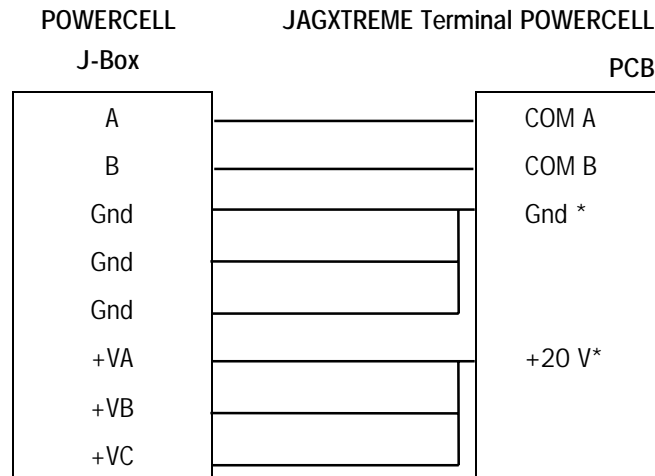 POWERCELL JAGXTREME Terminal POWERCELL
J-Box PCB
A COM A
B COM B
Gnd Gnd *
Gnd
Gnd
+VA +20 V*
+VB
+VC